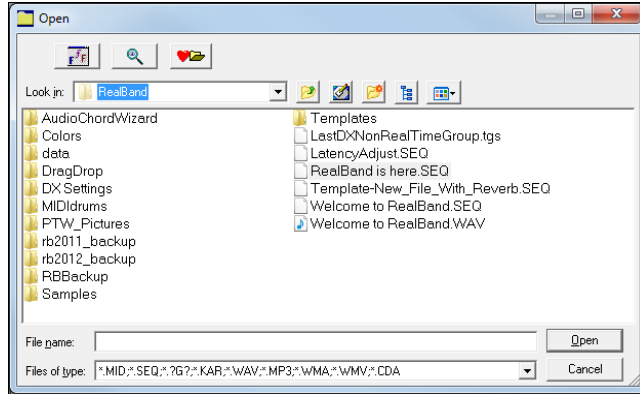 Open
Look in: RealBand
AudioChordWizard
Colors
data
DragDrop
DX Settings
MIDIdrums
PTW_Pictures
rb2011_backup
rb2012_backup
RBBackup
Samples
Templates
LastDXNonRealTimeGroup.tgs
LatencyAdjust.SEQ
RealBand is here.SEQ
Template-New_File_With_Reverb.SEQ
Welcome to RealBand.SEQ
Welcome to RealBand.WAV
File name: Open
Files of type: *.MID;*.SEQ;*.?G?;*.KAR;*.WAV;*.MP3;*.WMA;*.WMV;*.CDA Cancel